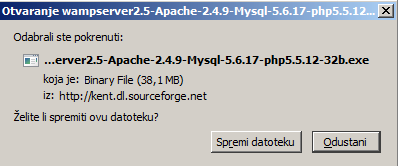 Otvaranje wampserver2.5-Apache-2.4.9-Mysql-5.6.17-php5.5.12...
Odabrali ste pokrenuti:
...erver2.5-Apache-2.4.9-Mysql-5.6.17-php5.5.12-32b.exe
koja je: Binary File (38,1 MB)
iz: http://kent.dl.sourceforge.net
Želite li spremiti ovu datoteku?
Spremi datoteku Odustani